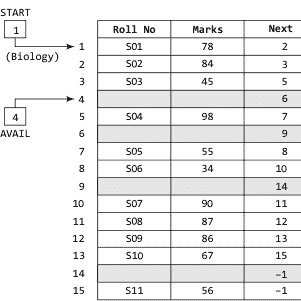 START
Roll No Marks Next
1
1 S01 78 2
(Biology)
2 S02 84 3
3 S03 45 5
4 6
4
5 S04 98 7
AVAIL
6 9
7 S05 55 8
8 S06 34 10
9 14
10 S07 90 11
11 S08 87 12
12 S09 86 13
13 S10 67 15
14 –1
15 S11 56 –1